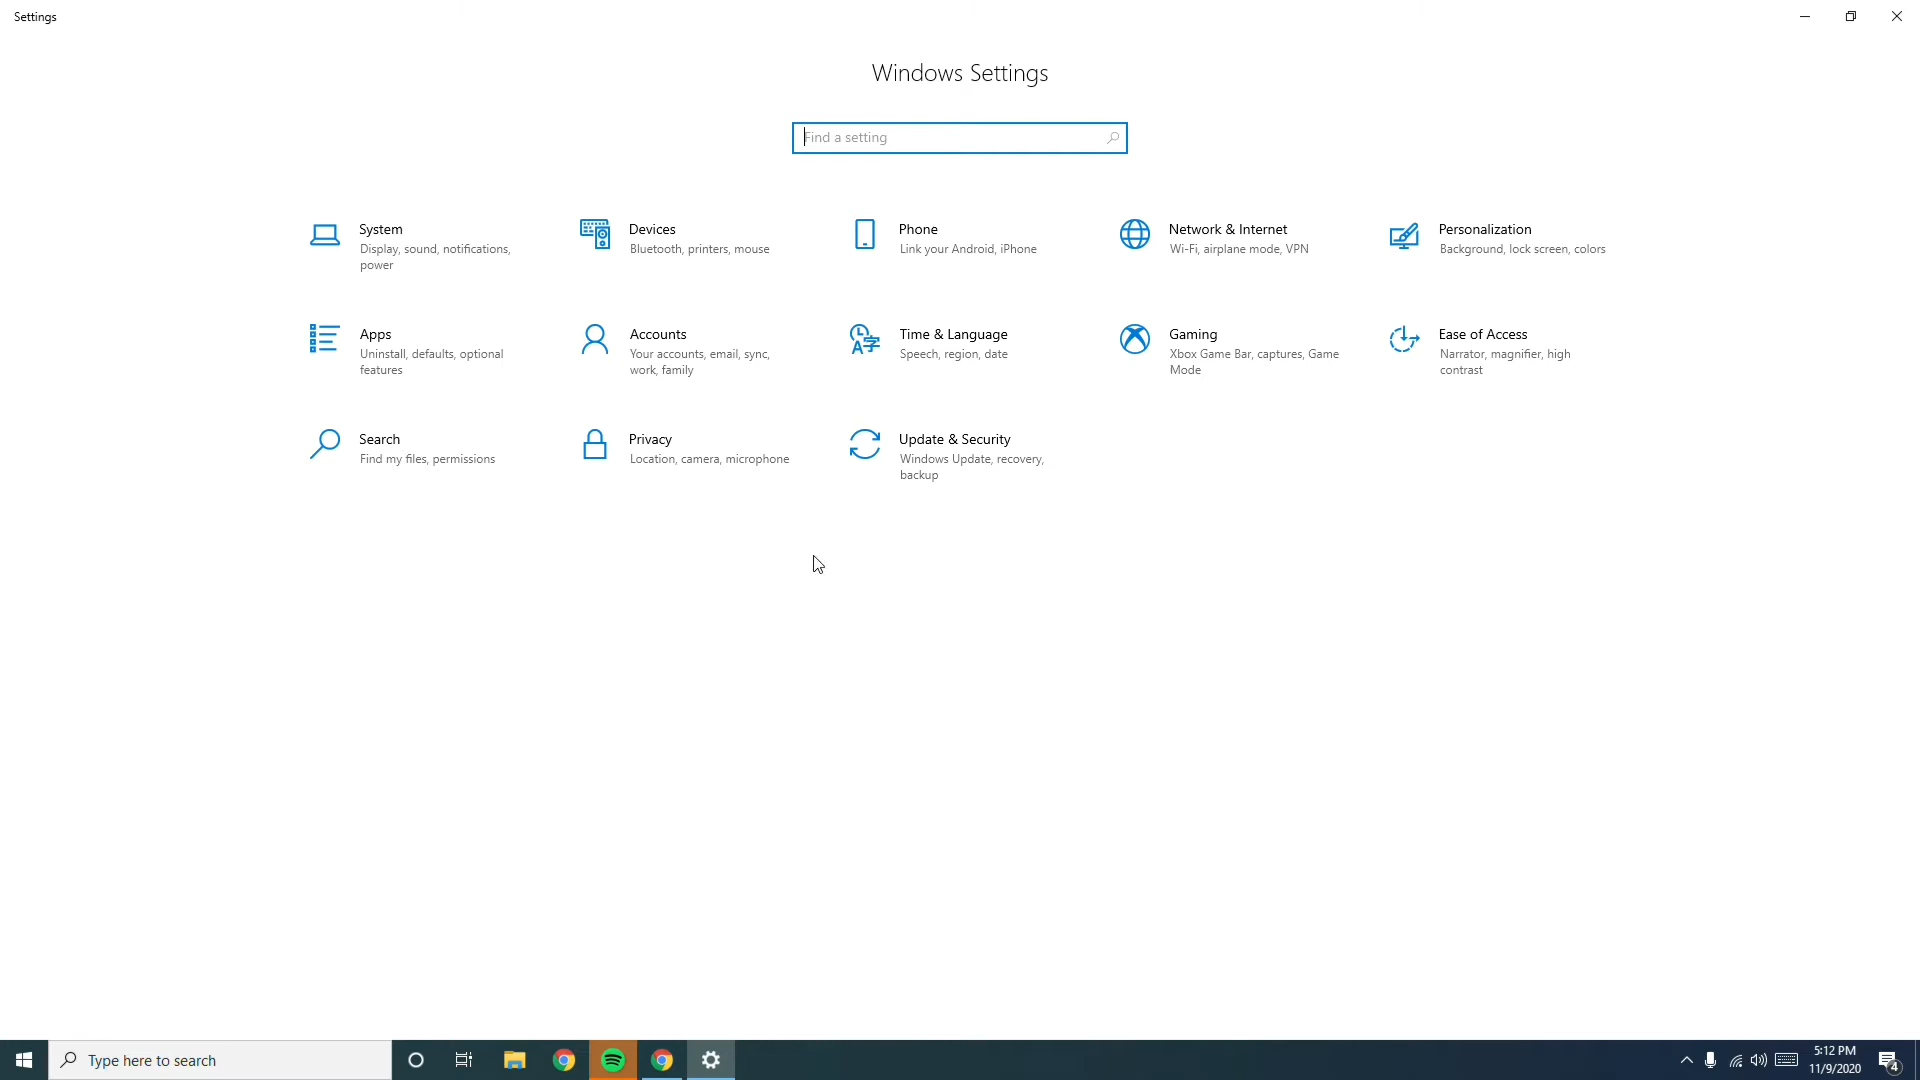 Settings
Windows Settings
Find a setting
System
Display, sound, notifications,
power
Devices
Bluetooth, printers, mouse
Phone
Link your Android, iPhone
Network & Internet
Wi-Fi, airplane mode, VPN
Personalization
Background, lock screen, colors
Apps
Uninstall, defaults, optional
features
Accounts
Your accounts, email, sync,
work, family
Time & Language
Speech, region, date
Gaming
Xbox Game Bar, captures, Game
Mode
Ease of Access
Narrator, magnifier, high
contrast
Search
Find my files, permissions
Privacy
Location, camera, microphone
Update & Security
Windows Update, recovery,
backup
Type here to search
5:12 PM
11/9/2020
4